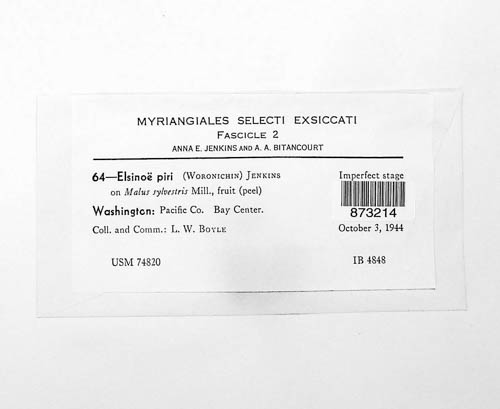 MYRIANGIALES SELECTI EXSICCATI
FASCICLE 2
ANNA E. JENKINS AND A. A. BITANCOURT
64—Elsinoë piri (WORONICHIN) JENKINS
on Malus sylvestris Mill., fruit (peel)
Imperfect stage
Washington: Pacific Co. Bay Center.
873214
Coll. and Comm.: L. W. BOYLE
October 3, 1944
USM 74820
IB 4848